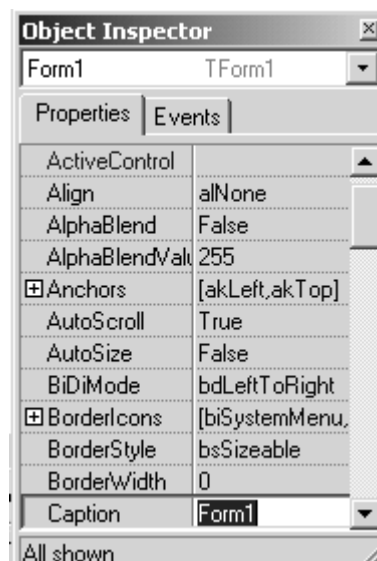 Object Inspector
Form1 TForm1
Properties Events
ActiveControl
Align alNone
AlphaBlend False
AlphaBlendValu 255
Anchors [akLeft,akTop]
AutoScroll True
AutoSize False
BiDiMode bdLeftToRight
BorderIcons [biSystemMenu,
BorderStyle bsSizeable
BorderWidth 0
Caption Form1
All shown